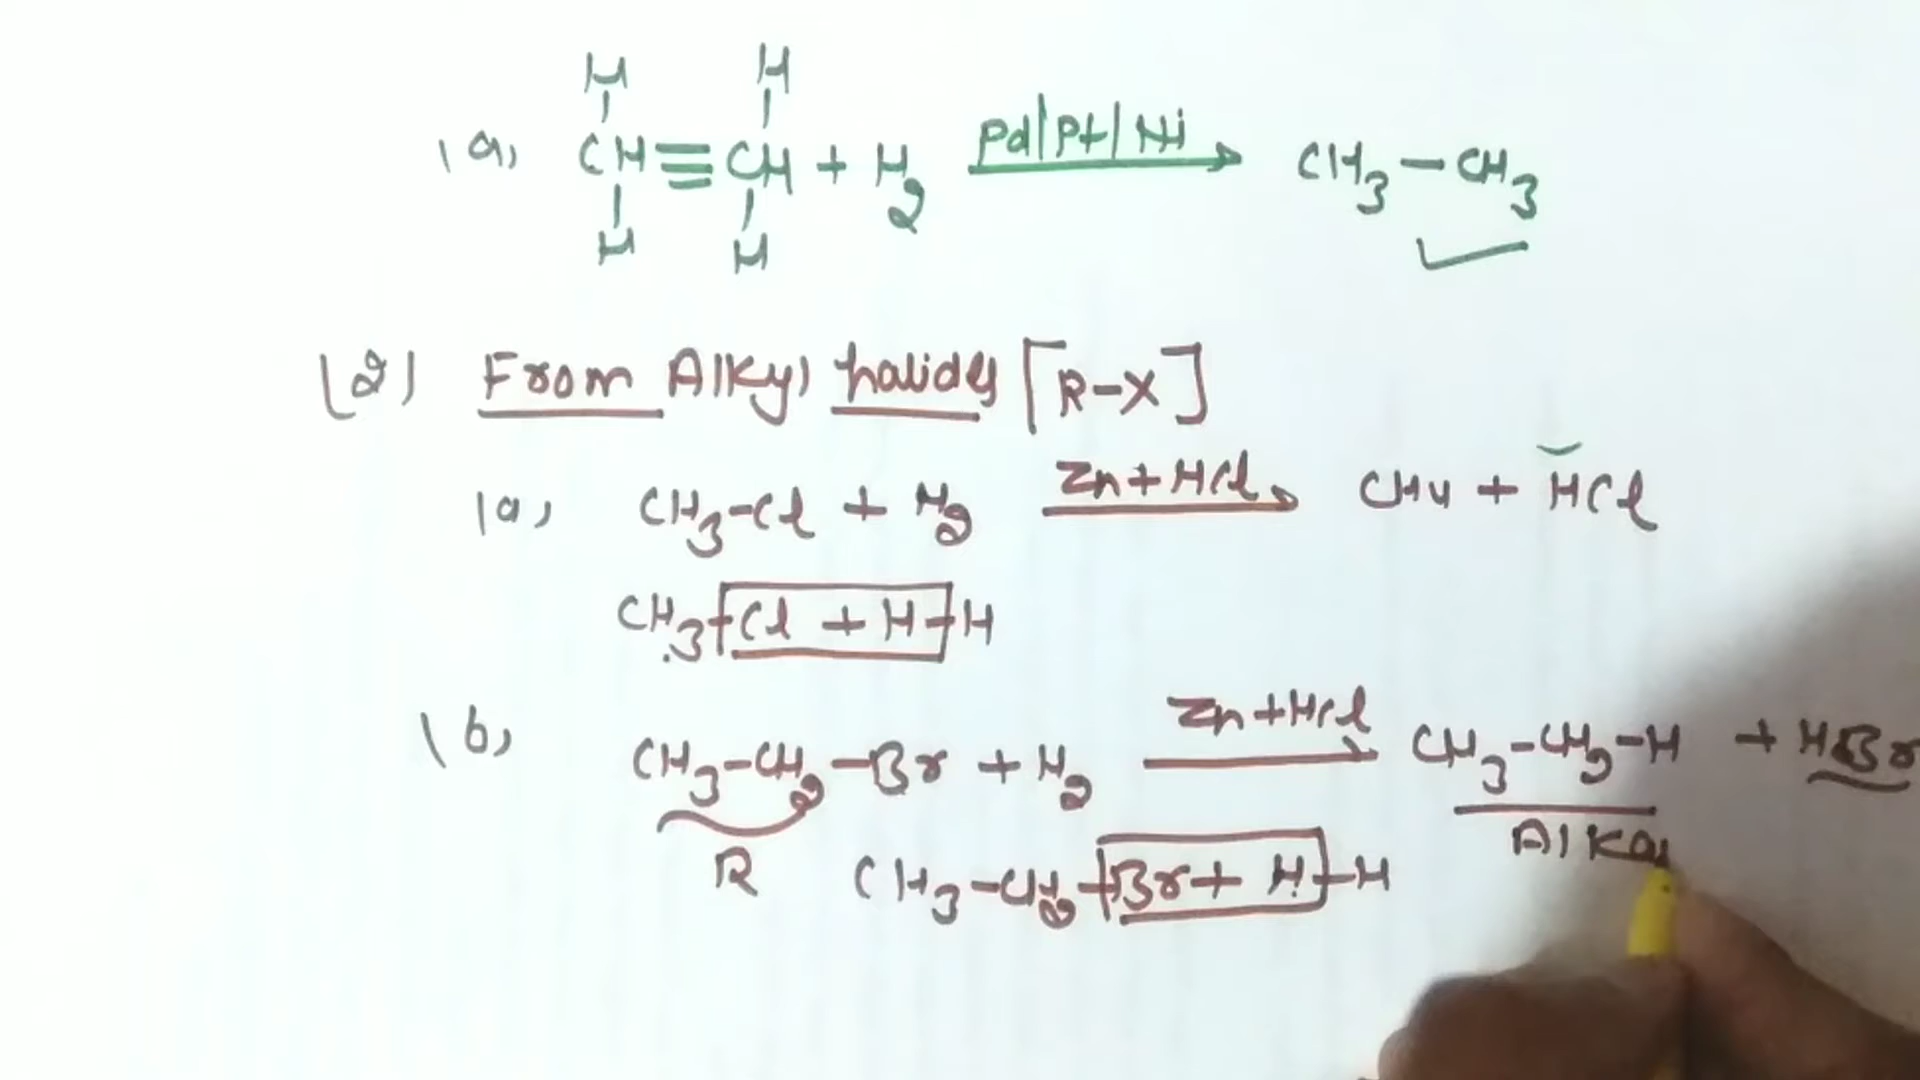 H H
(a) CH≡CH + H2 Pd|Pt|Ni → CH3–CH3
H H
(2) From Alkyl halides [R–X]
(a) CH3–Cl + H2 Zn+HCl → CH4 + HCl
CH3–Cl + H–H
(b) CH3–CH2–Br + H2 Zn+HCl → CH3–CH2–H + HBr
R Alka
CH3–CH2–Br + H–H